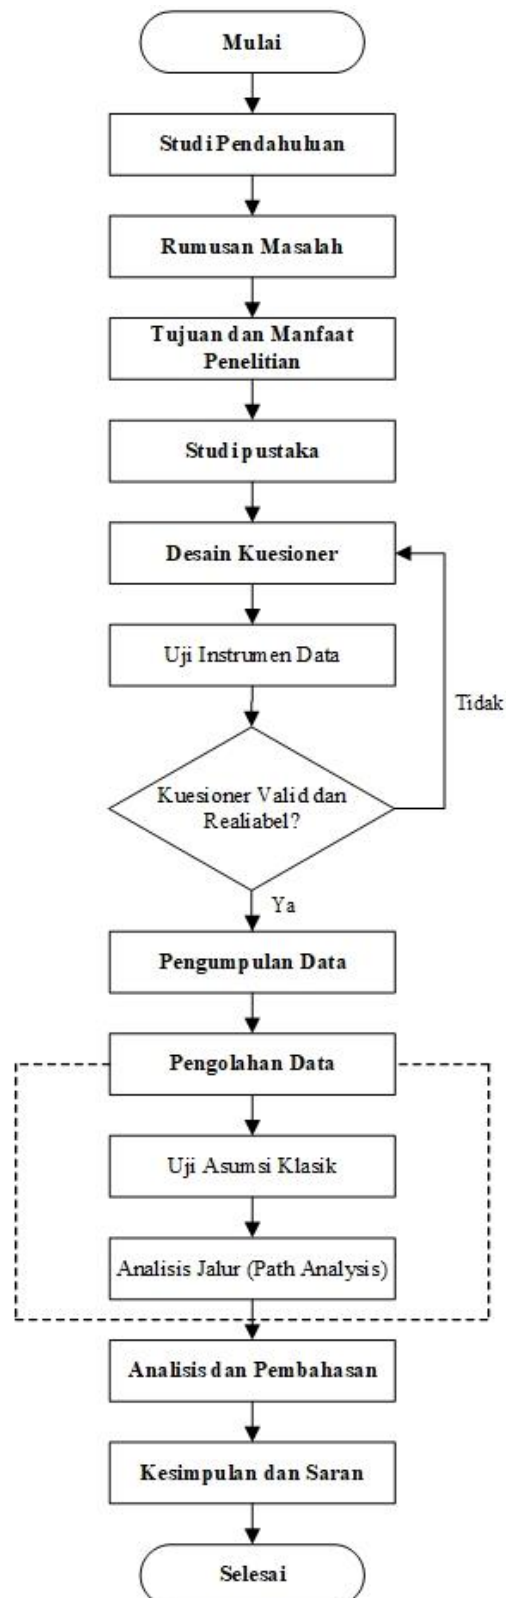 Mulai
Studi Pendahuluan
Rumusan Masalah
Tujuan dan Manfaat
Penelitian
Studi pustaka
Desain Kuesioner
Uji Instrumen Data
Tidak
Kuesioner Valid dan
Realiabel?
Ya
Pengumpulan Data
Pengolahan Data
Uji Asumsi Klasik
Analisis Jalur (Path Analysis)
Analisis dan Pembahasan
Kesimpulan dan Saran
Selesai